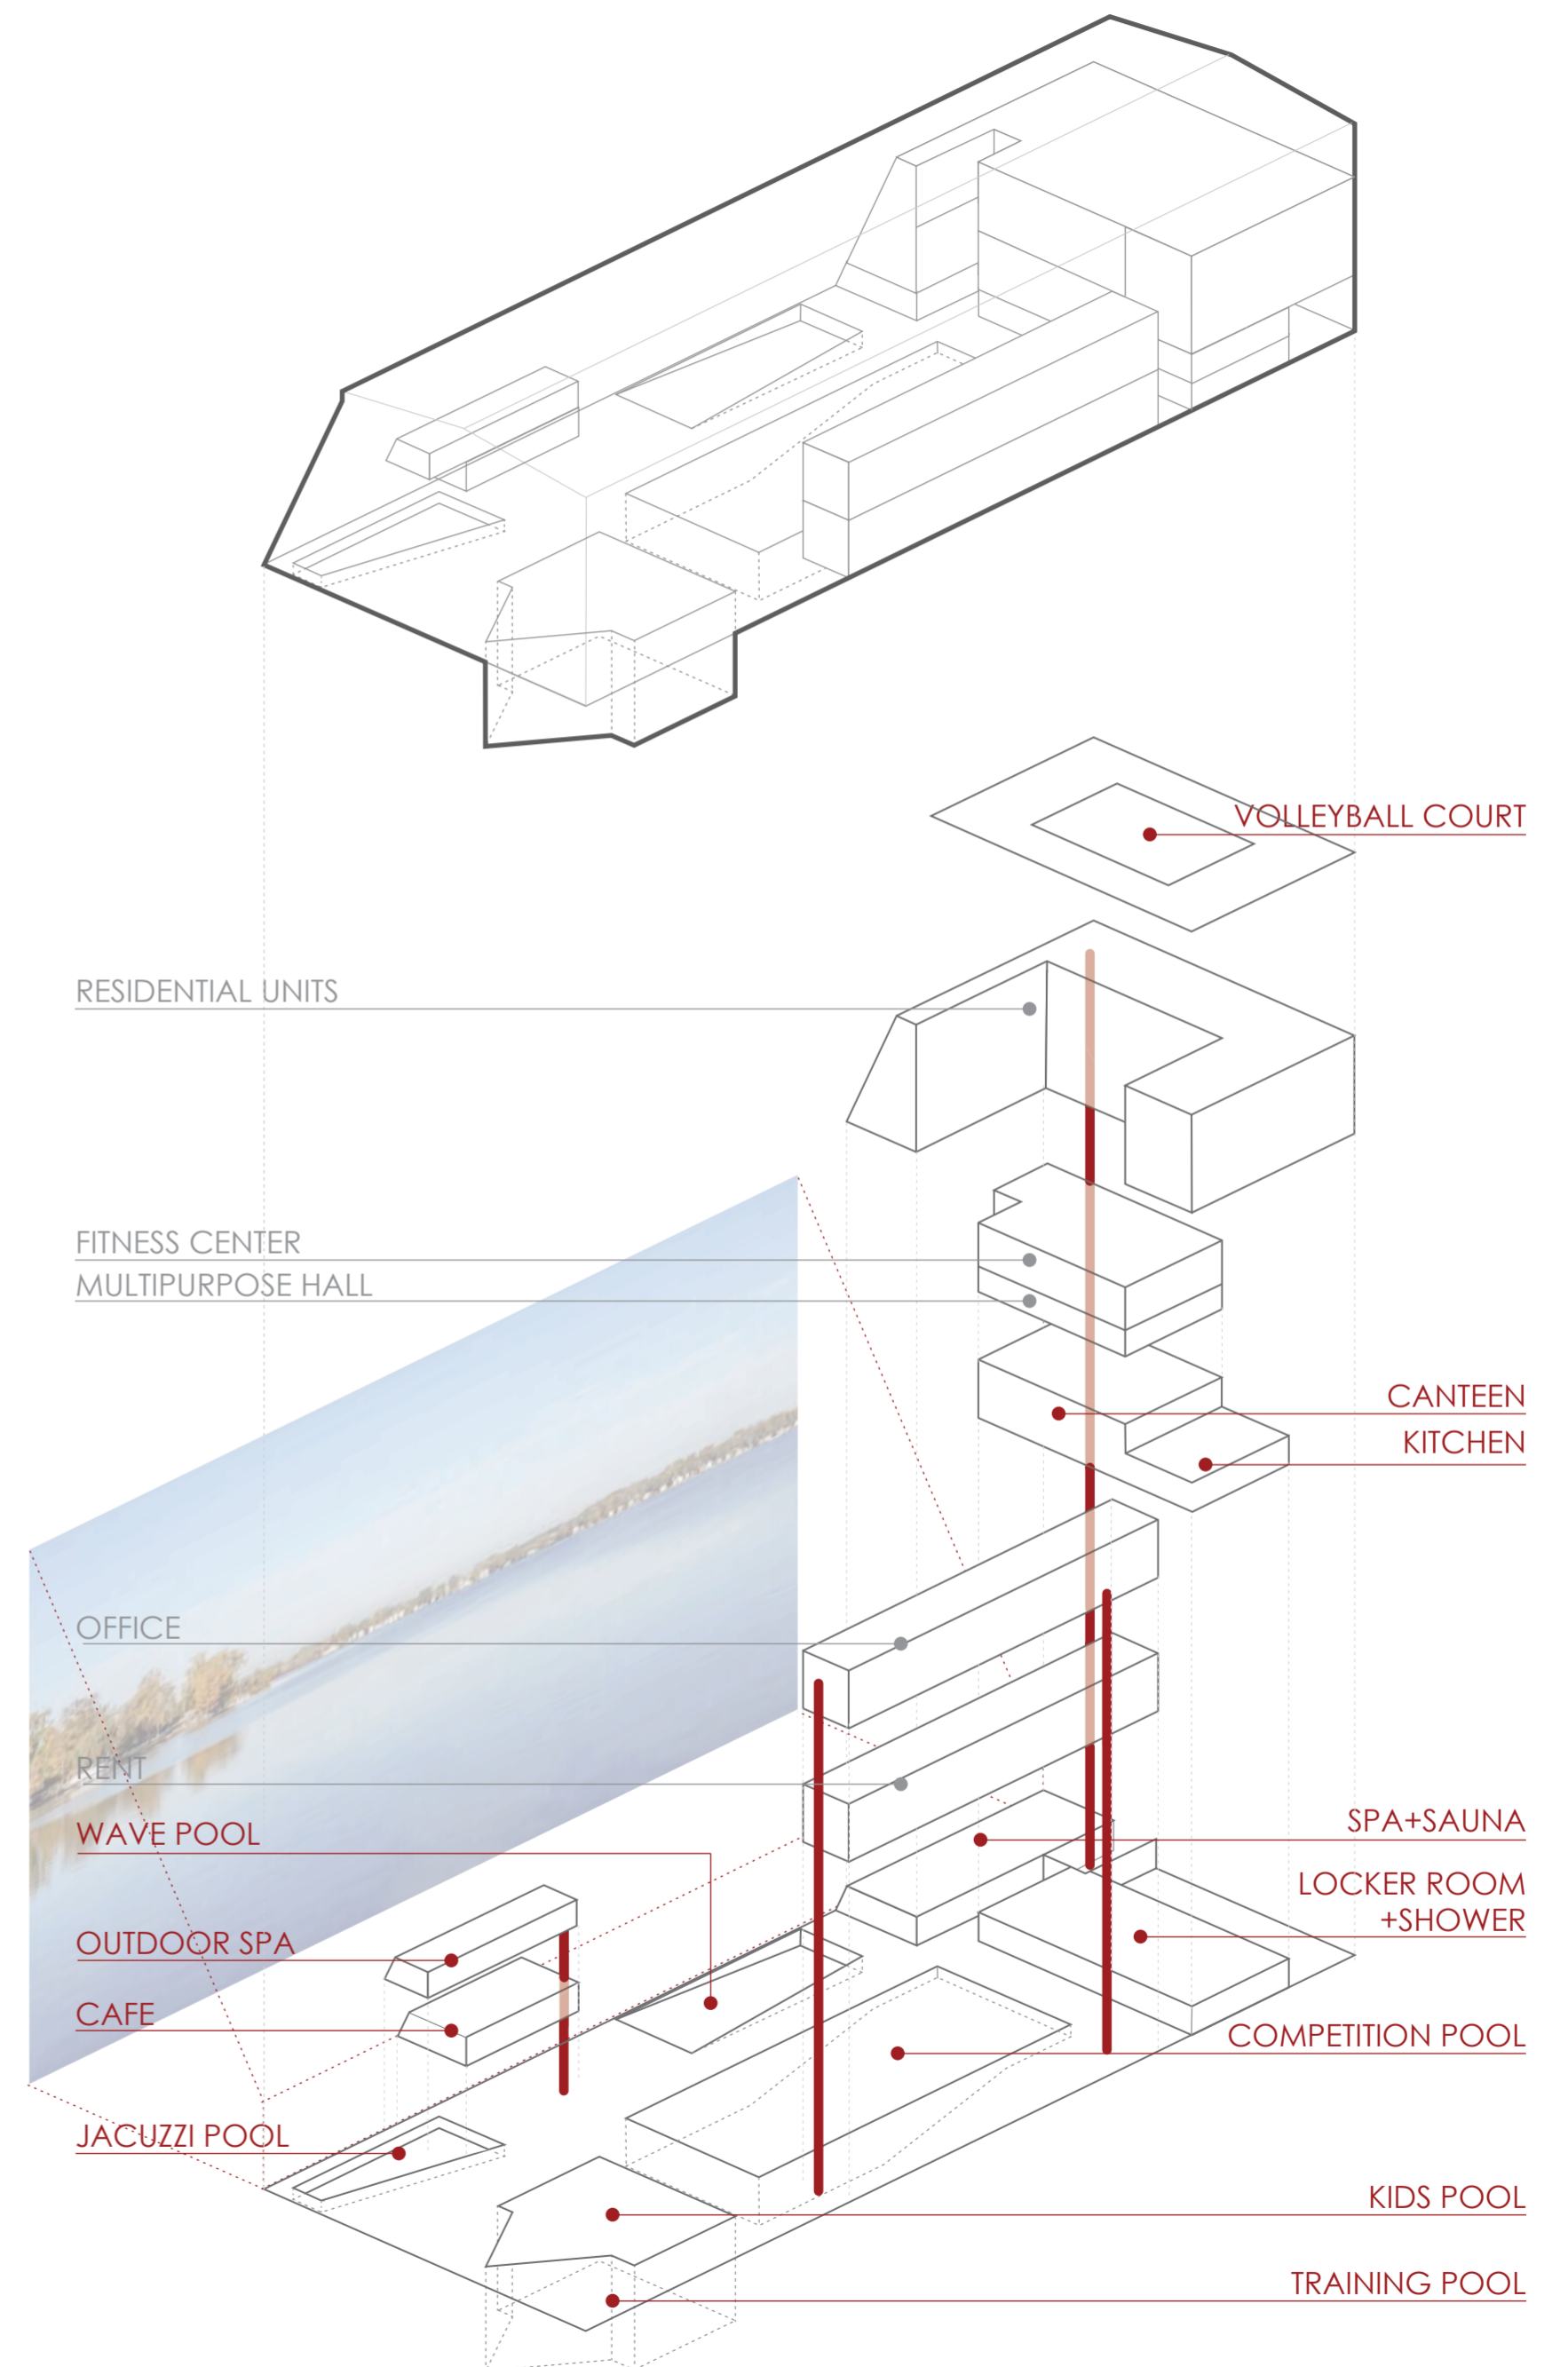 VOLLEYBALL COURT
RESIDENTIAL UNITS
FITNESS CENTER
MULTIPURPOSE HALL
CANTEEN
KITCHEN
OFFICE
RENT
WAVE POOL
SPA+SAUNA
LOCKER ROOM
+SHOWER
OUTDOOR SPA
CAFE
COMPETITION POOL
JACUZZI POOL
KIDS POOL
TRAINING POOL